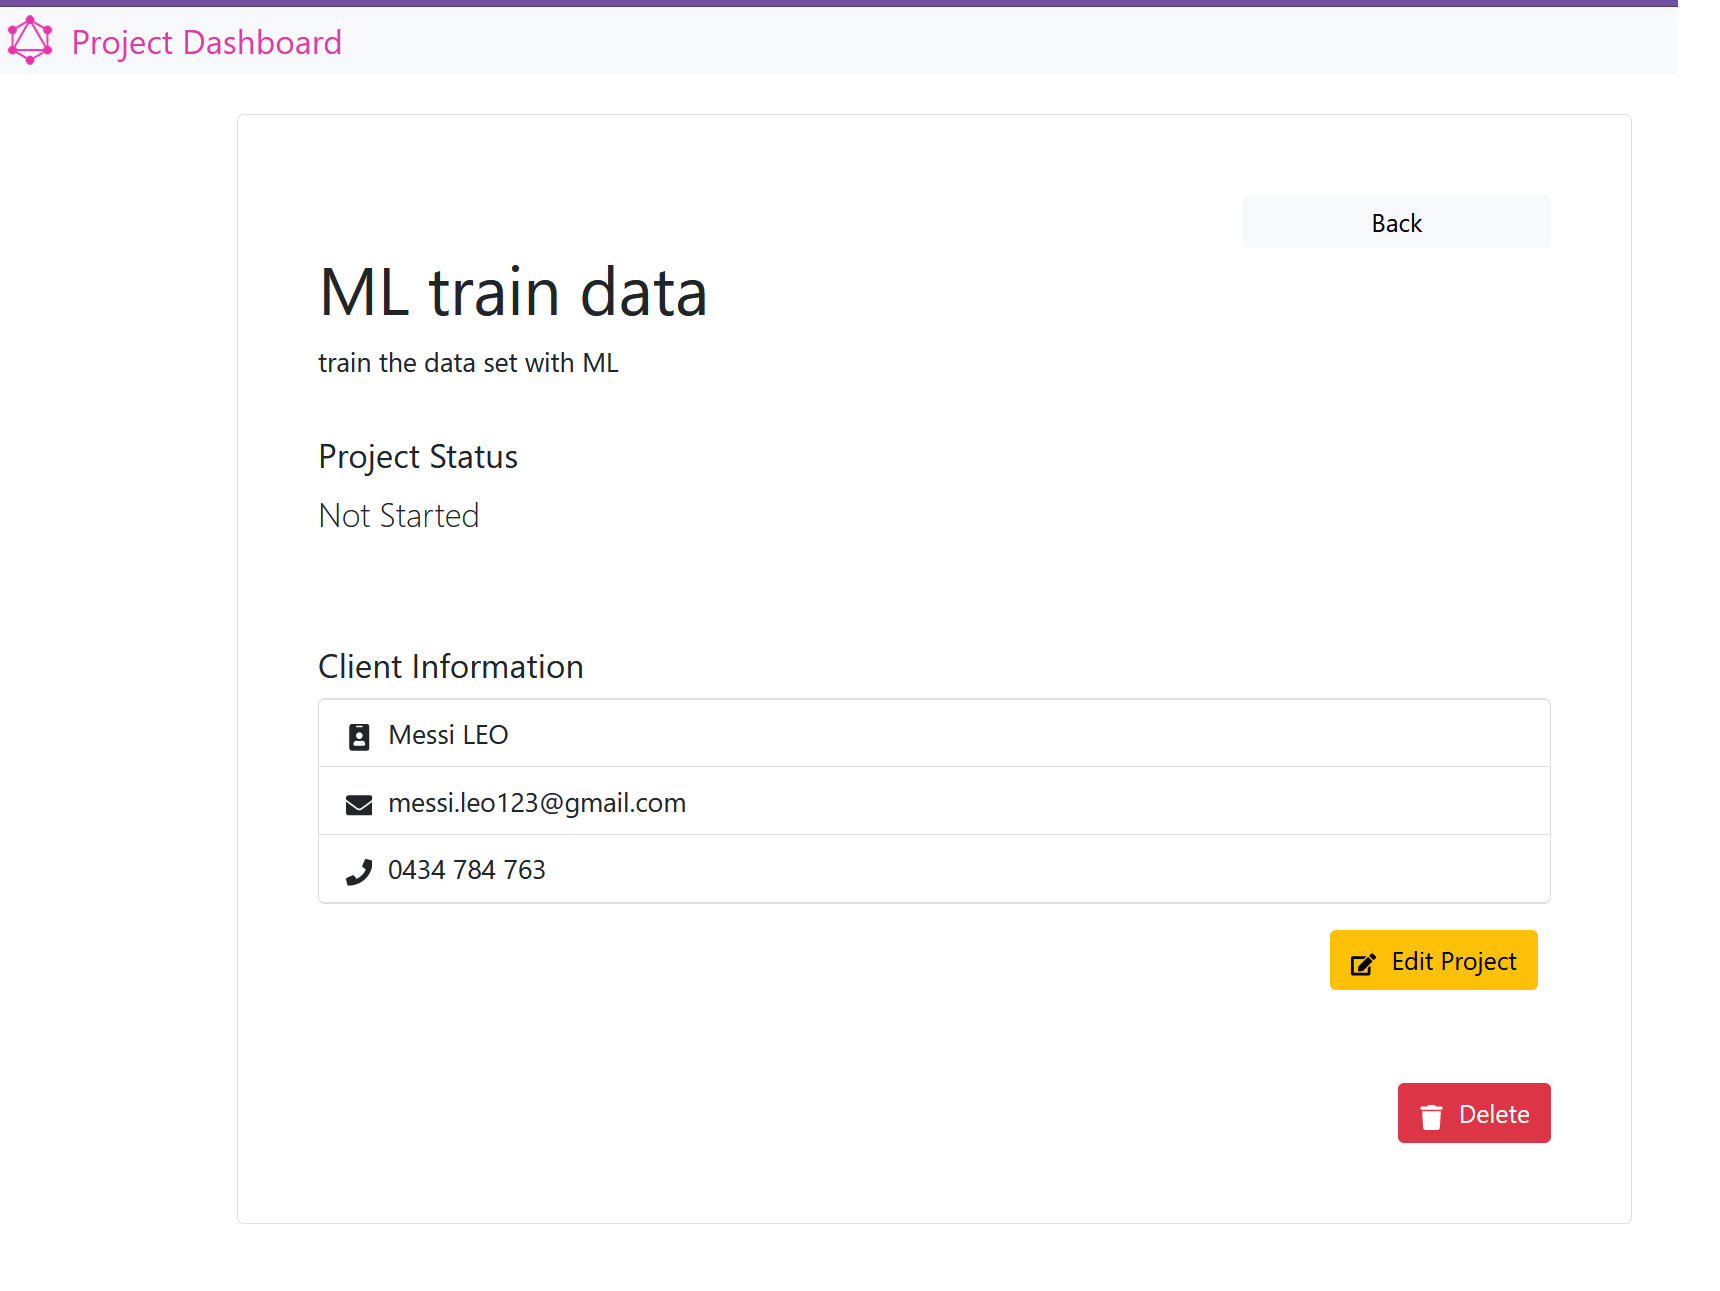 Project Dashboard
Back
ML train data
train the data set with ML
Project Status
Not Started
Client Information
Messi LEO
messi.leo123@gmail.com
0434 784 763
Edit Project
Delete